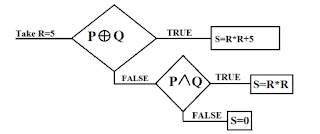 Take R=5
P⊕Q
TRUE
S=R*R+5
FALSE
P∧Q
TRUE
S=R*R
FALSE
S=0